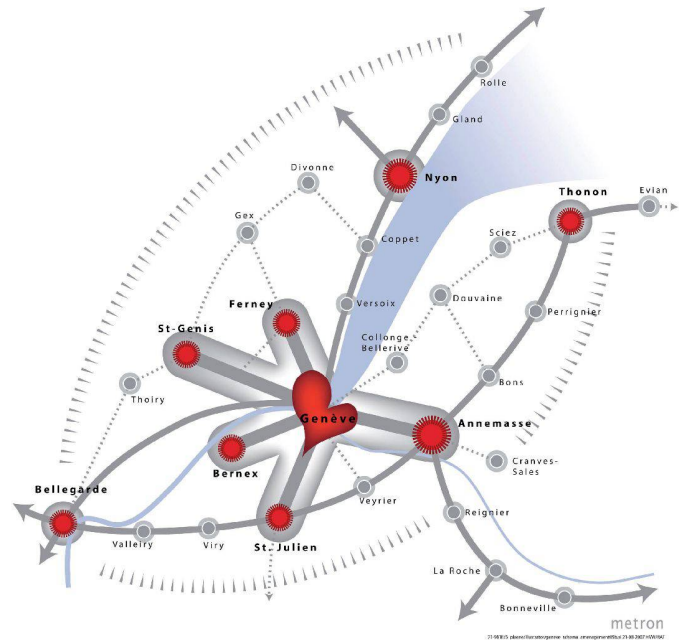 Rolle
Gland
Divonne
Nyon
Thonon
Evian
Gex
Coppet
Sciez
Ferney
Versoix
Douvaine
Perrignier
St-Genis
Collonge-
Bellerive
Thoiry
Bons
Genève
Annemasse
Bernex
Cranves-
Sales
Bellegarde
Veyrier
Reignier
Valleiry
Viry
St. Julien
La Roche
Bonneville
metron